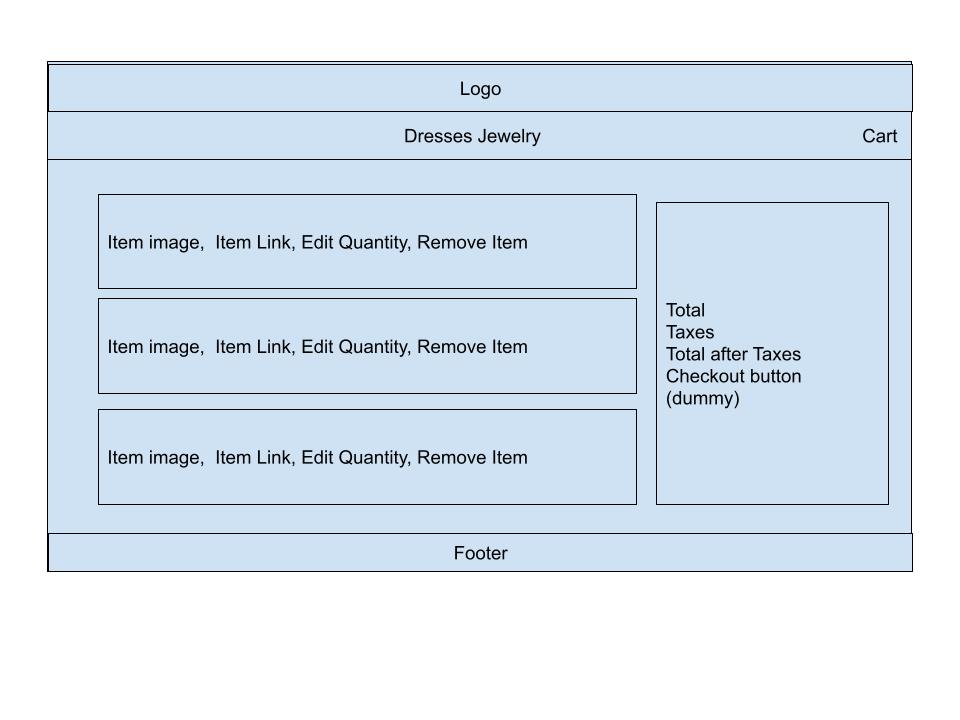 Logo
Dresses Jewelry Cart
Item image,  Item Link, Edit Quantity, Remove Item
Item image,  Item Link, Edit Quantity, Remove Item
Item image,  Item Link, Edit Quantity, Remove Item
Total
Taxes
Total after Taxes
Checkout button
(dummy)
Footer